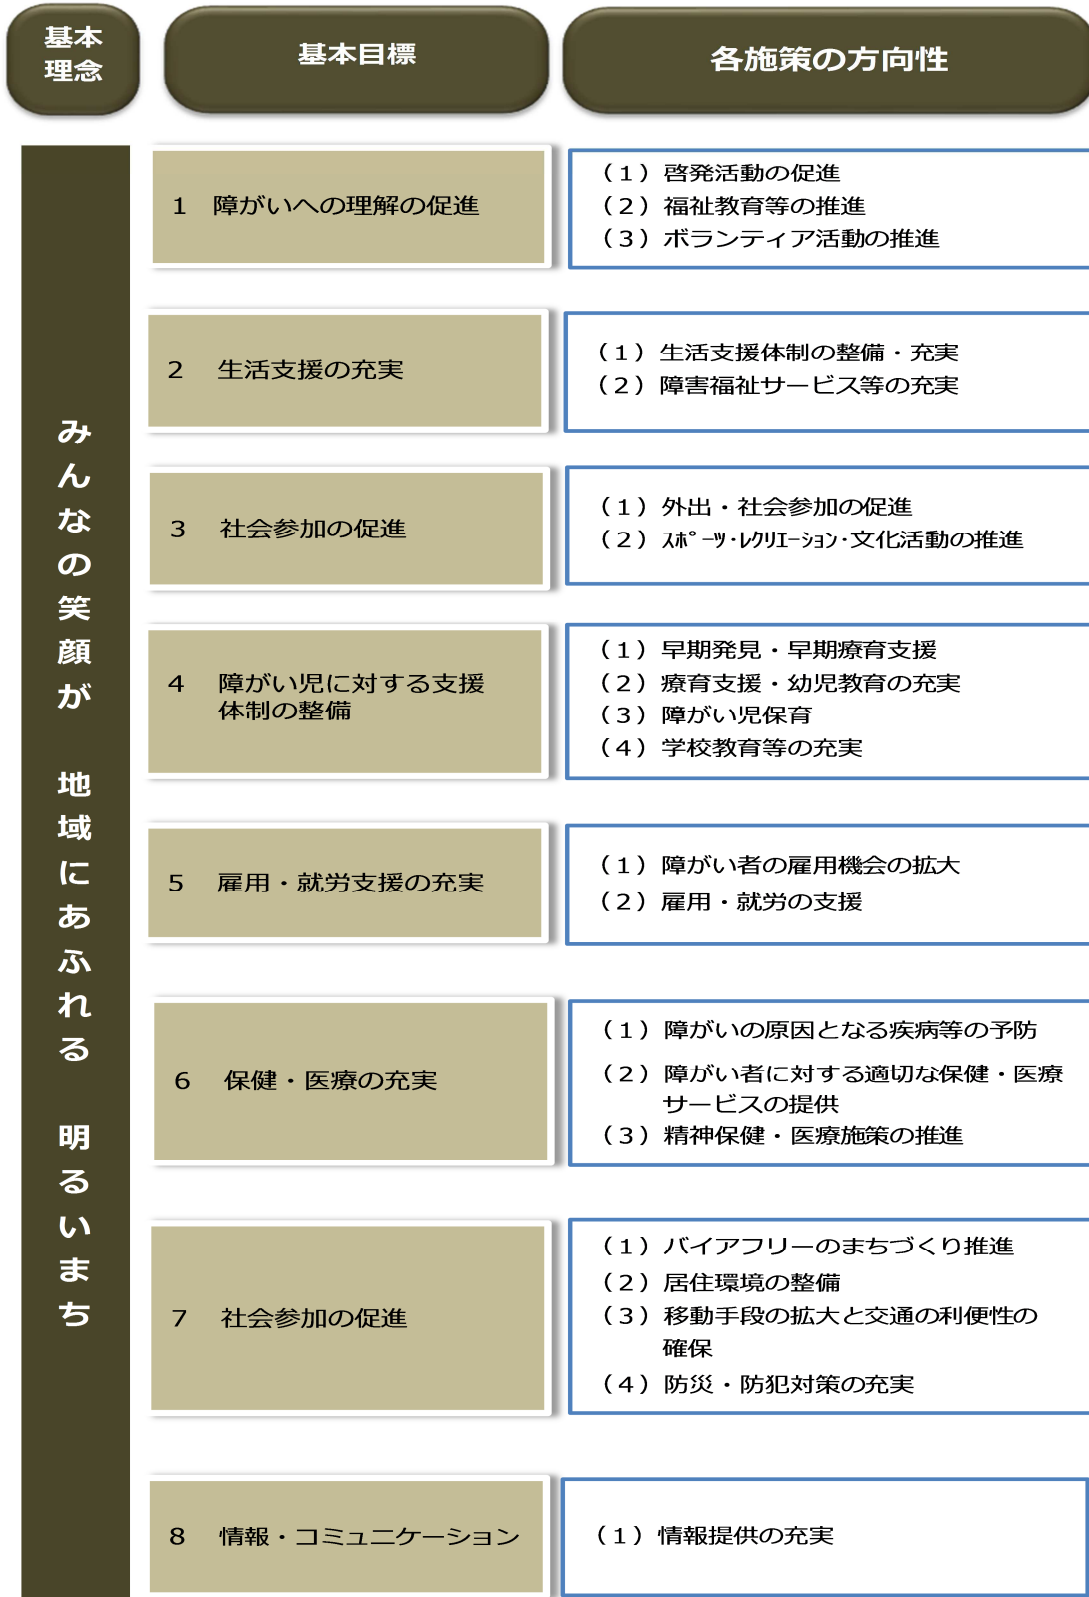 基本
理念
基本目標
各施策の方向性
みんなの笑顔が 地域にあふれる 明るいまち
1 障がいへの理解の促進
（1）啓発活動の促進
（2）福祉教育等の推進
（3）ボランティア活動の推進
2 生活支援の充実
（1）生活支援体制の整備・充実
（2）障害福祉サービス等の充実
3 社会参加の促進
（1）外出・社会参加の促進
（2）ｽﾎﾟｰﾂ･ﾚｸﾘｴｰｼｮﾝ･文化活動の推進
4 障がい児に対する支援
体制の整備
（1）早期発見・早期療育支援
（2）療育支援・幼児教育の充実
（3）障がい児保育
（4）学校教育等の充実
5 雇用・就労支援の充実
（1）障がい者の雇用機会の拡大
（2）雇用・就労の支援
6 保健・医療の充実
（1）障がいの原因となる疾病等の予防
（2）障がい者に対する適切な保健・医療
サービスの提供
（3）精神保健・医療施策の推進
7 社会参加の促進
（1）バイアフリーのまちづくり推進
（2）居住環境の整備
（3）移動手段の拡大と交通の利便性の
確保
（4）防災・防犯対策の充実
8 情報・コミュニケーション
（1）情報提供の充実